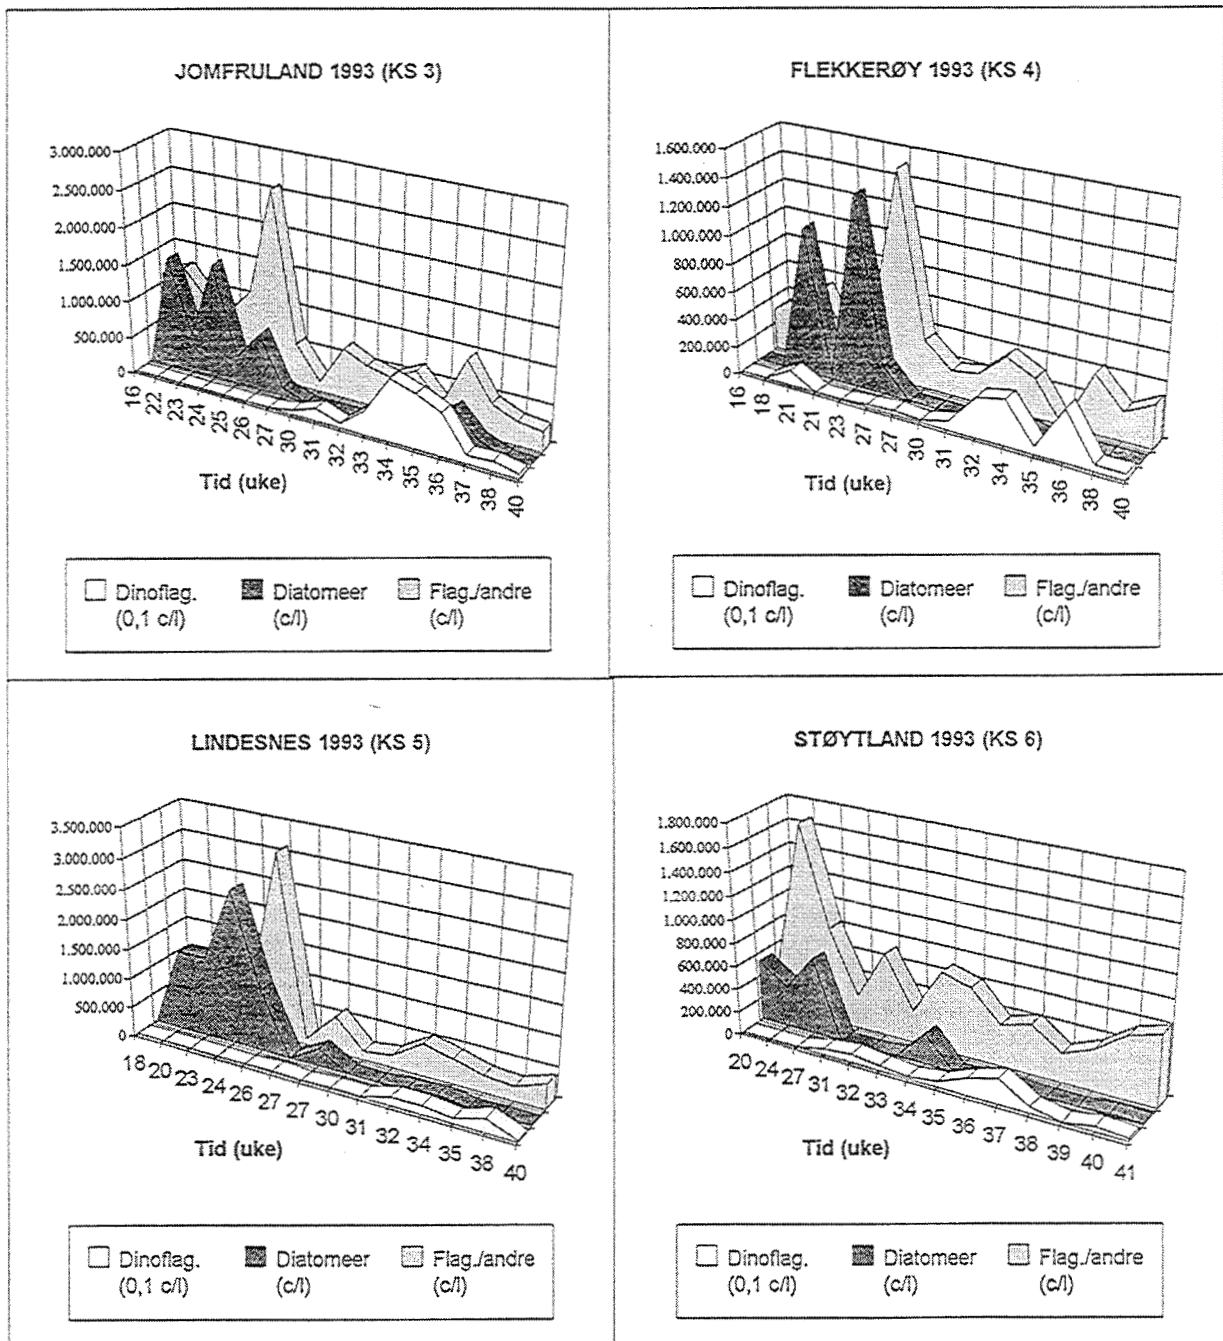 JOMFRULAND 1993 (KS 3)
3.000.000
2.500.000
2.000.000
1.500.000
1.000.000
500.000
0
16 22 23 24 25 26 27 30 31 32 33 34 35 36 37 38 40
Tid (uke)
Dinoflag. Diatomeer Flag./andre
(0,1 c/l) (c/l) (c/l)
FLEKKERØY 1993 (KS 4)
1.600.000
1.400.000
1.200.000
1.000.000
800.000
600.000
400.000
200.000
0
16 18 21 21 23 27 27 30 31 32 34 35 36 38 40
Tid (uke)
Dinoflag. Diatomeer Flag./andre
(0,1 c/l) (c/l) (c/l)
LINDESNES 1993 (KS 5)
3.500.000
3.000.000
2.500.000
2.000.000
1.500.000
1.000.000
500.000
0
18 20 23 24 26 27 27 30 31 32 34 35 38 40
Tid (uke)
Dinoflag. Diatomeer Flag./andre
(0,1 c/l) (c/l) (c/l)
STØYTLAND 1993 (KS 6)
1.800.000
1.600.000
1.400.000
1.200.000
1.000.000
800.000
600.000
400.000
200.000
0
20 24 27 31 32 33 34 35 36 37 38 39 40 41
Tid (uke)
Dinoflag. Diatomeer Flag./andre
(0,1 c/l) (c/l) (c/l)